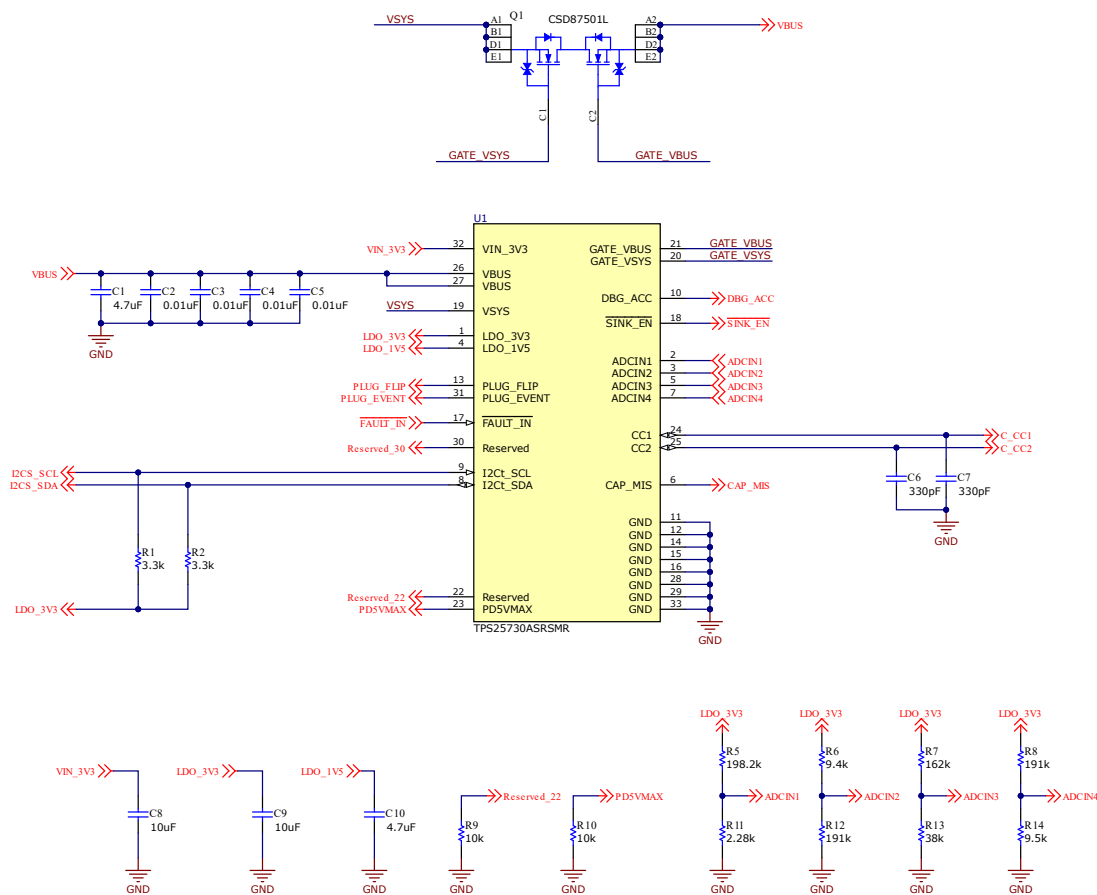 VSYS
A1
Q1
CSD87501L
A2
B1
B2
VBUS
D1
D2
E1
E2
C1
C2
GATE_VSYS
GATE_VBUS
U1
VIN_3V3
32
VIN_3V3
GATE_VBUS
21
GATE_VBUS
GATE_VSYS
20
GATE_VSYS
VBUS
26
VBUS
27
VBUS
C1
4.7uF
C2
0.01uF
C3
0.01uF
C4
0.01uF
C5
0.01uF
GND
DBG_ACC
10
DBG_ACC
VSYS
19
VSYS
SINK_EN
18
SINK_EN
LDO_3V3
1
LDO_3V3
LDO_1V5
4
LDO_1V5
ADCIN1
2
ADCIN1
ADCIN2
3
ADCIN2
ADCIN3
5
ADCIN3
ADCIN4
7
ADCIN4
PLUG_FLIP
13
PLUG_FLIP
PLUG_EVENT
31
PLUG_EVENT
FAULT_IN
17
FAULT_IN
CC1
24
C_CC1
CC2
25
C_CC2
Reserved_30
30
Reserved
I2CS_SCL
9
I2Ct_SCL
I2CS_SDA
8
I2Ct_SDA
CAP_MIS
6
CAP_MIS
C6
330pF
C7
330pF
GND
GND
11
GND
12
GND
14
GND
15
GND
16
GND
28
GND
29
GND
33
GND
R1
3.3k
R2
3.3k
LDO_3V3
Reserved_22
22
Reserved
PD5VMAX
23
PD5VMAX
TPS25730ASRSMR
LDO_3V3
LDO_3V3
LDO_3V3
LDO_3V3
R5
198.2k
R6
9.4k
R7
162k
R8
191k
VIN_3V3
LDO_3V3
LDO_1V5
Reserved_22
PD5VMAX
ADCIN1
ADCIN2
ADCIN3
ADCIN4
C8
10uF
C9
10uF
C10
4.7uF
R9
10k
R10
10k
R11
2.28k
R12
191k
R13
38k
R14
9.5k
GND
GND
GND
GND
GND
GND
GND
GND
GND